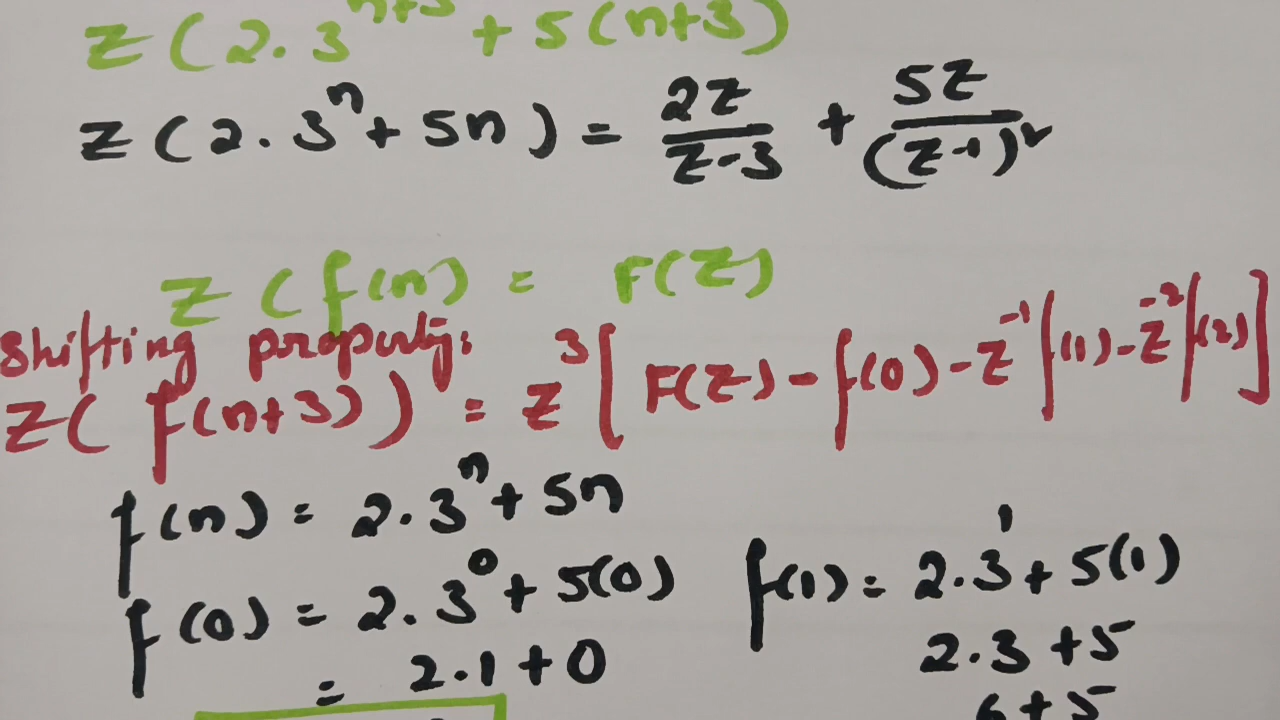 Z(2.3^{n+3} + 5(n+3)
Z(2.3^n + 5n) = 2Z/(Z-3) + 5Z/(Z-1)^2
Z(f(n) = F(Z)
Shifting property:
Z(f(n+3)) = Z^3[F(Z) - f(0) - Z^{-1}f(1) - Z^{-2}f(2)]
f(n) = 2.3^n + 5n
f(0) = 2.3^0 + 5(0)
= 2.1 + 0
f(1) = 2.3^1 + 5(1)
2.3 + 5
6 + 5